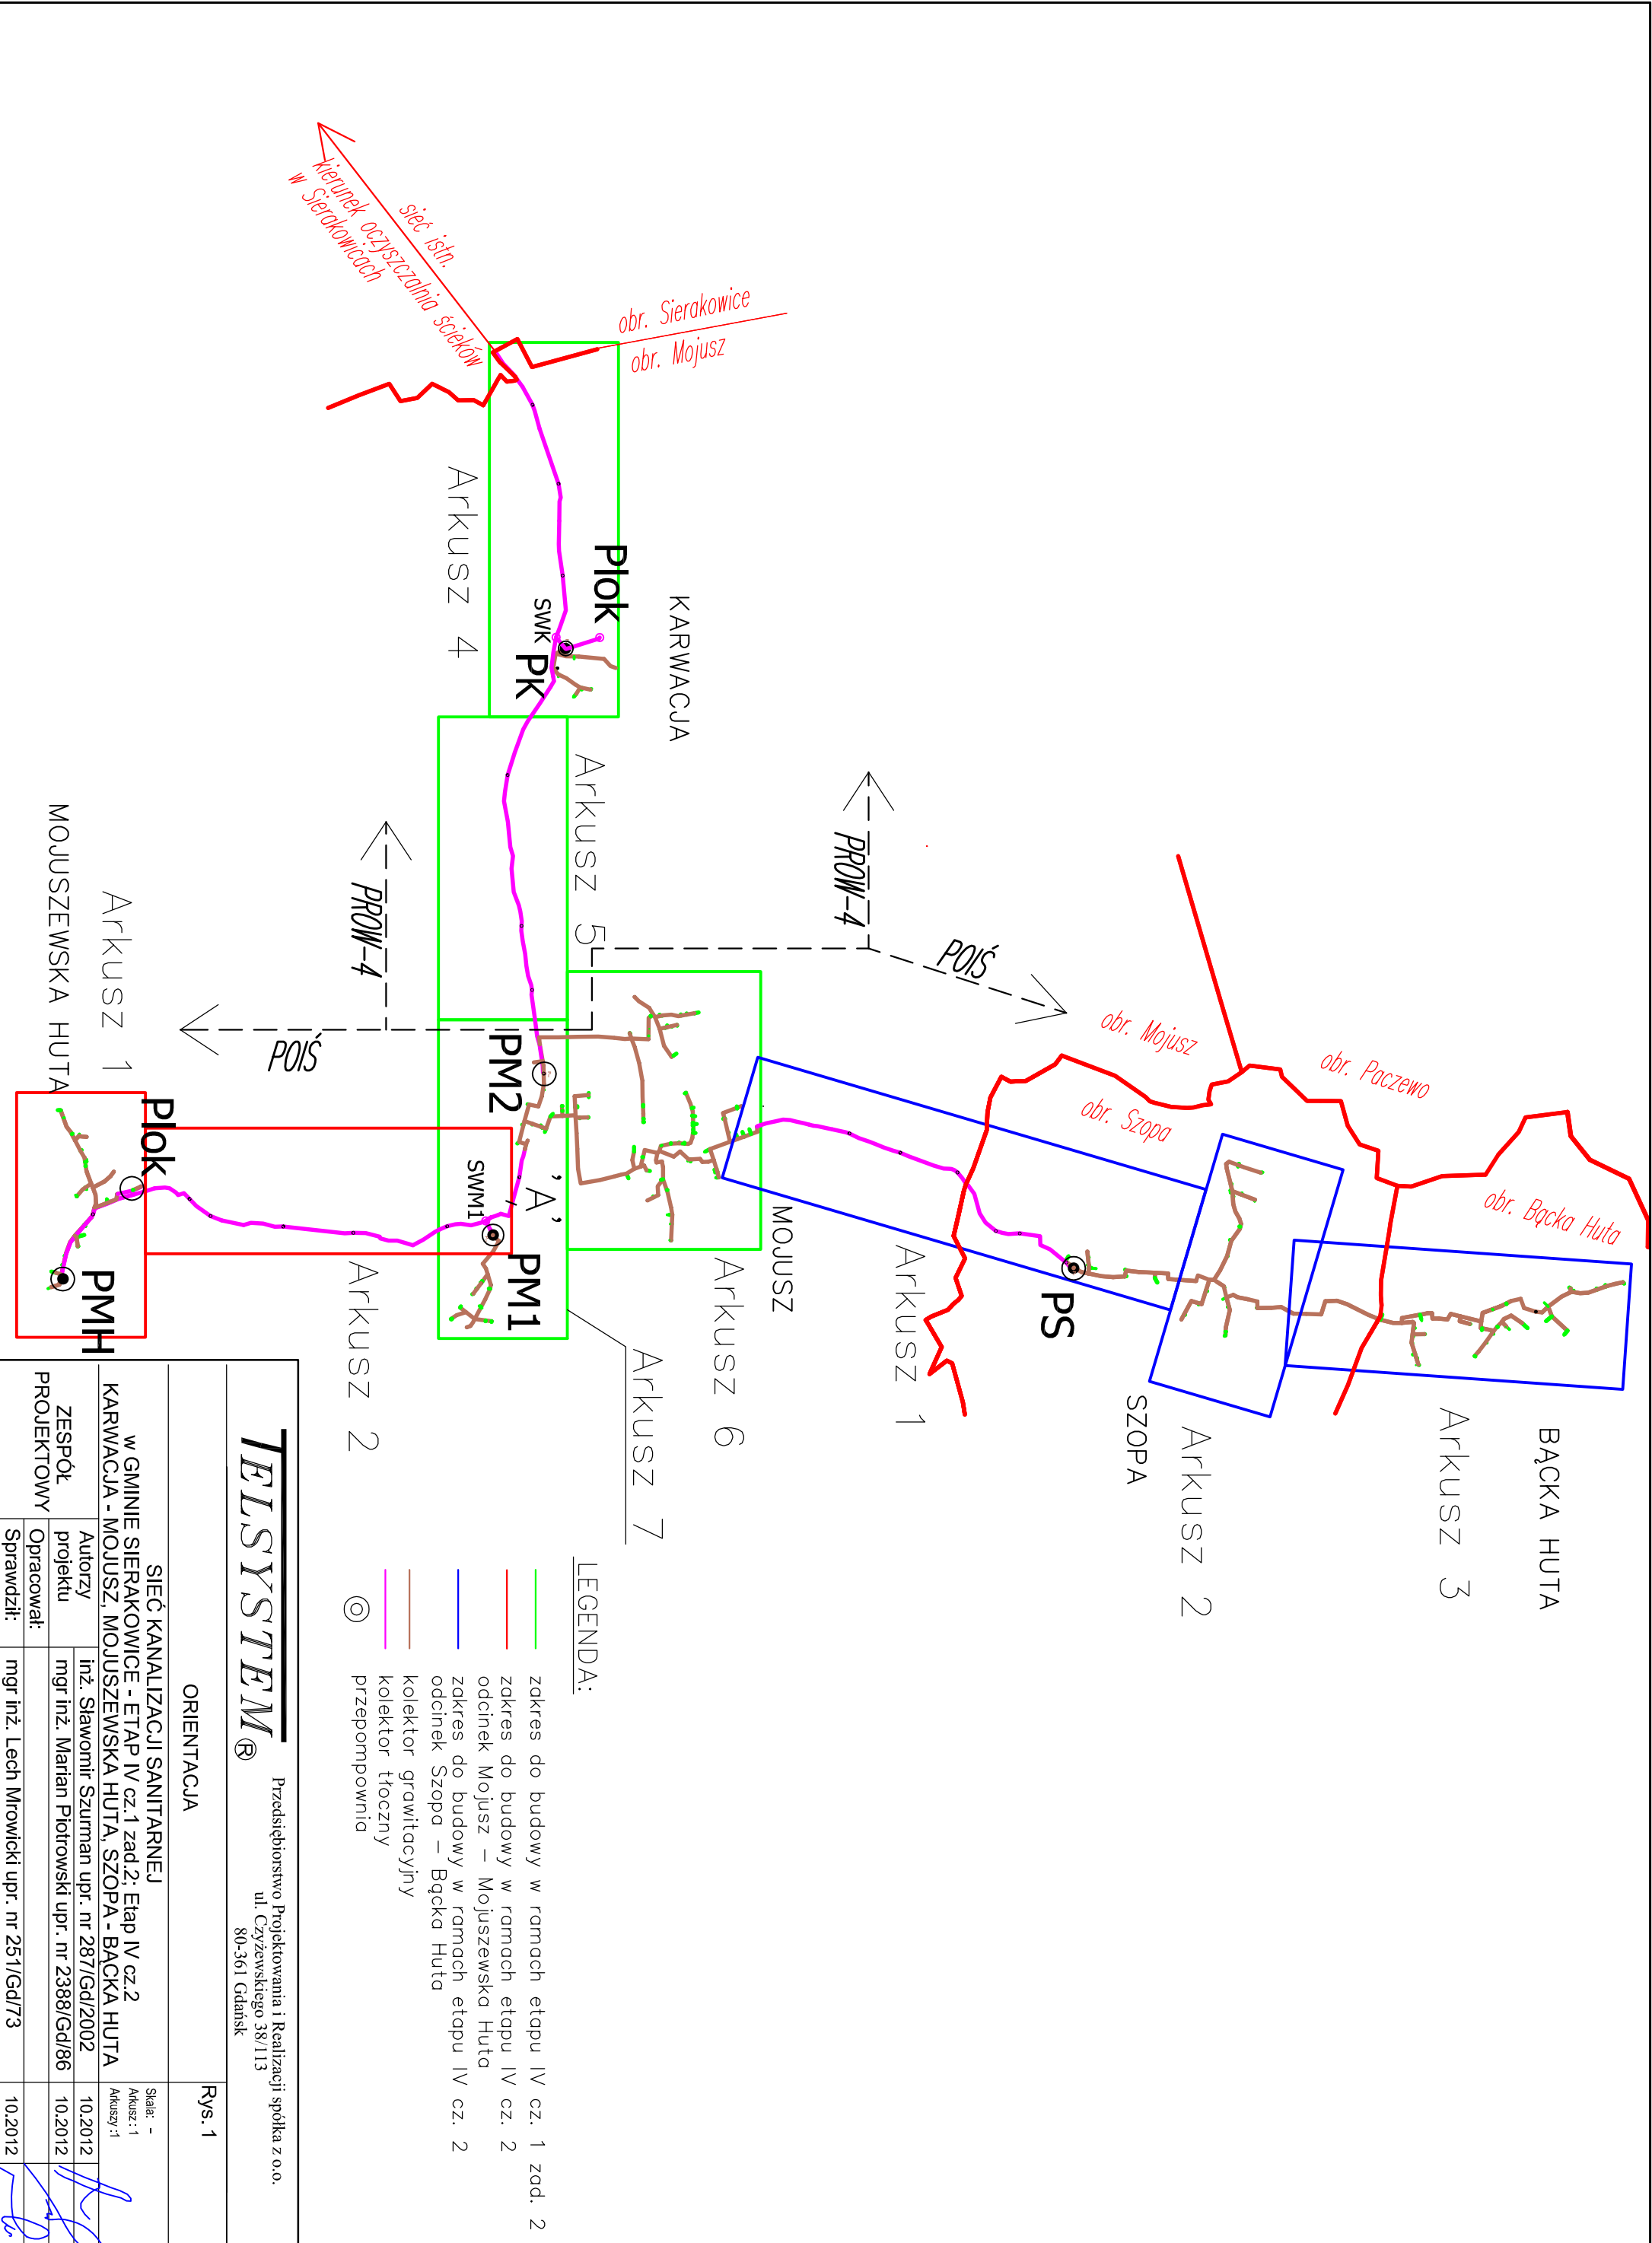 BĄCKA HUTA
Arkusz 3
obr. Bącka Huta
obr. Paczewo
Arkusz 2
SZOPA
obr. Mojusz
obr. Szopa
PS
POIŚ
Arkusz 1
PROW-4
MOJUSZ
Arkusz 6
obr. Sierakowice
obr. Mojusz
KARWACJA
Plok
SWK
PK
Arkusz 4
Arkusz 5
Arkusz 7
sieć istn.
kierunek oczyszczalnia ścieków
w Sierakowicach
PM2
'A'
SWM1
PM1
PROW-4
POIŚ
Arkusz 2
Arkusz 1
MOJUSZEWSKA HUTA
Plok
PMH
LEGENDA:
zakres do budowy w ramach etapu IV cz. 1 zad. 2
zakres do budowy w ramach etapu IV cz. 2
odcinek Mojusz – Mojuszewska Huta
zakres do budowy w ramach etapu IV cz. 2
odcinek Szopa – Bącka Huta
kolektor grawitacyjny
kolektor tłoczny
przepompownia
TELSYSTEM ®
Przedsiębiorstwo Projektowania i Realizacji spółka z o.o.
ul. Czyżewskiego 38/113
80-361 Gdańsk
ORIENTACJA
Rys. 1
SIEĆ KANALIZACJI SANITARNEJ
w GMINIE SIERAKOWICE - ETAP IV cz.1 zad.2; Etap IV cz.2
KARWACJA - MOJUSZ, MOJUSZEWSKA HUTA, SZOPA - BĄCKA HUTA
Skala: -
Arkusz :1
Arkuszy:1
ZESPÓŁ
PROJEKTOWY
Autorzy
projektu
inż. Sławomir Szurman upr. nr 287/Gd/2002
10.2012
mgr inż. Marian Piotrowski upr. nr 2388/Gd/86
10.2012
Opracował:
Sprawdził:
mgr inż. Lech Mrowicki upr. nr 251/Gd/73
10.2012